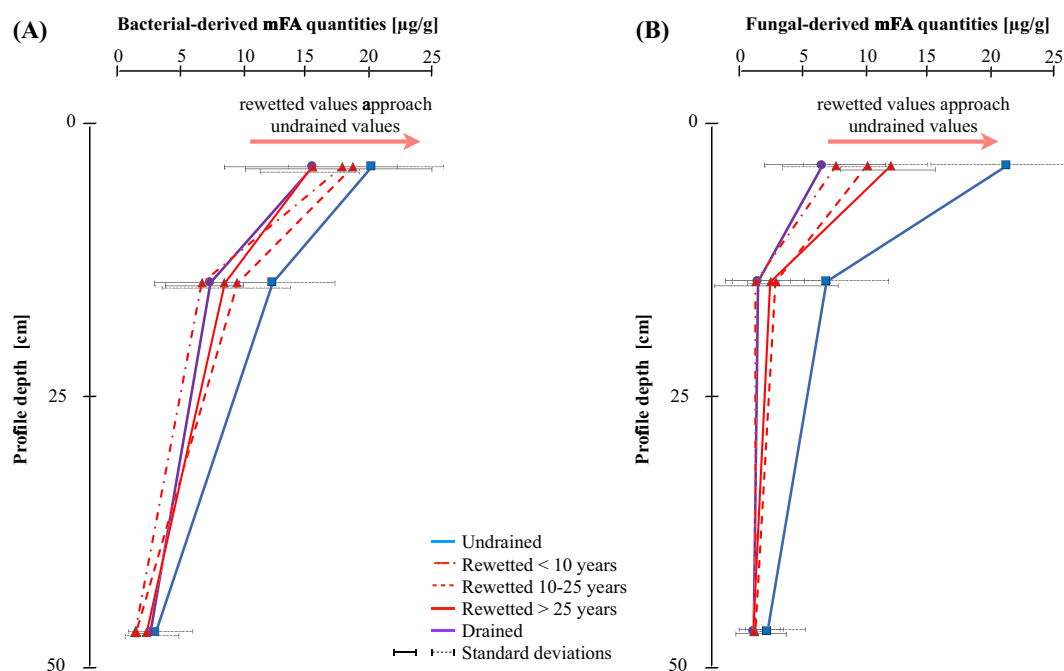 (A)
Bacterial-derived mFA quantities [µg/g]
0 5 10 15 20 25
rewetted values approach
undrained values
0
25
50
Profile depth [cm]
Undrained
Rewetted < 10 years
Rewetted 10-25 years
Rewetted > 25 years
Drained
Standard deviations
(B)
Fungal-derived mFA quantities [µg/g]
0 5 10 15 20 25
rewetted values approach
undrained values
0
25
50
Profile depth [cm]